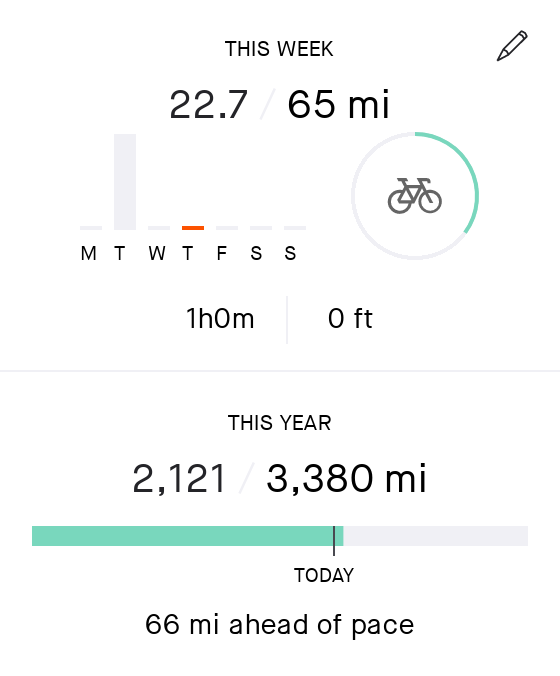 THIS WEEK
22.7 / 65 mi
M T W T F S S
1h0m 0 ft
THIS YEAR
2,121 / 3,380 mi
TODAY
66 mi ahead of pace